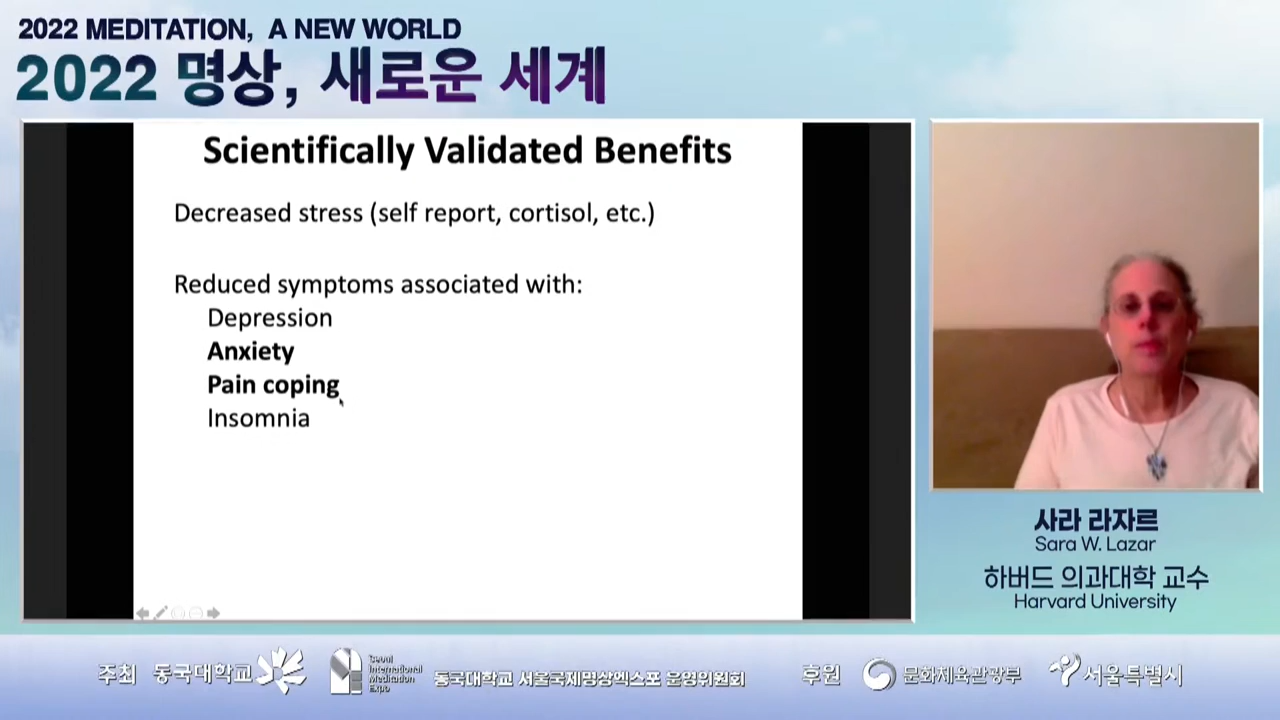 2022 MEDITATION, A NEW WORLD
2022 명상, 새로운 세계
Scientifically Validated Benefits
Decreased stress (self report, cortisol, etc.)
Reduced symptoms associated with:
Depression
Anxiety
Pain coping
Insomnia
사라 라자르
Sara W. Lazar
하버드 의과대학 교수
Harvard University
주최 동국대학교
Seoul
International
Meditation
Expo
동국대학교 서울국제명상엑스포 운영위원회
후원 문화체육관광부 서울특별시